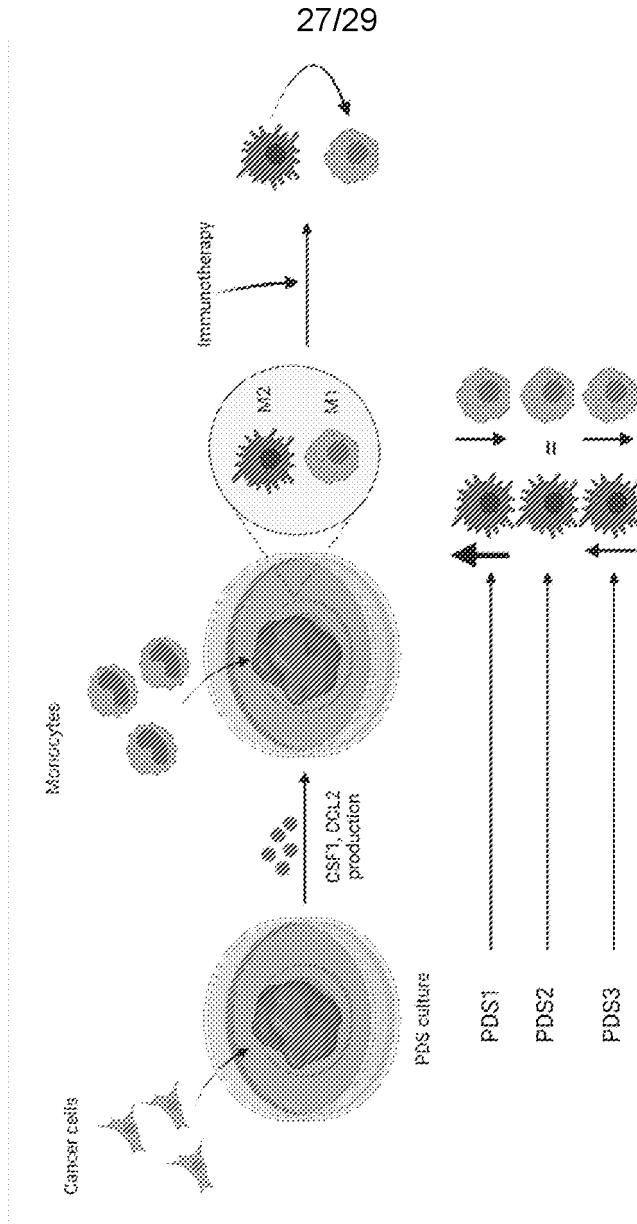 27/29
Cancer cells
Monocytes
Immunotherapy
M2
M1
CSF1, CCL2
production
PDS culture
PDS1
PDS2
≈
PDS3